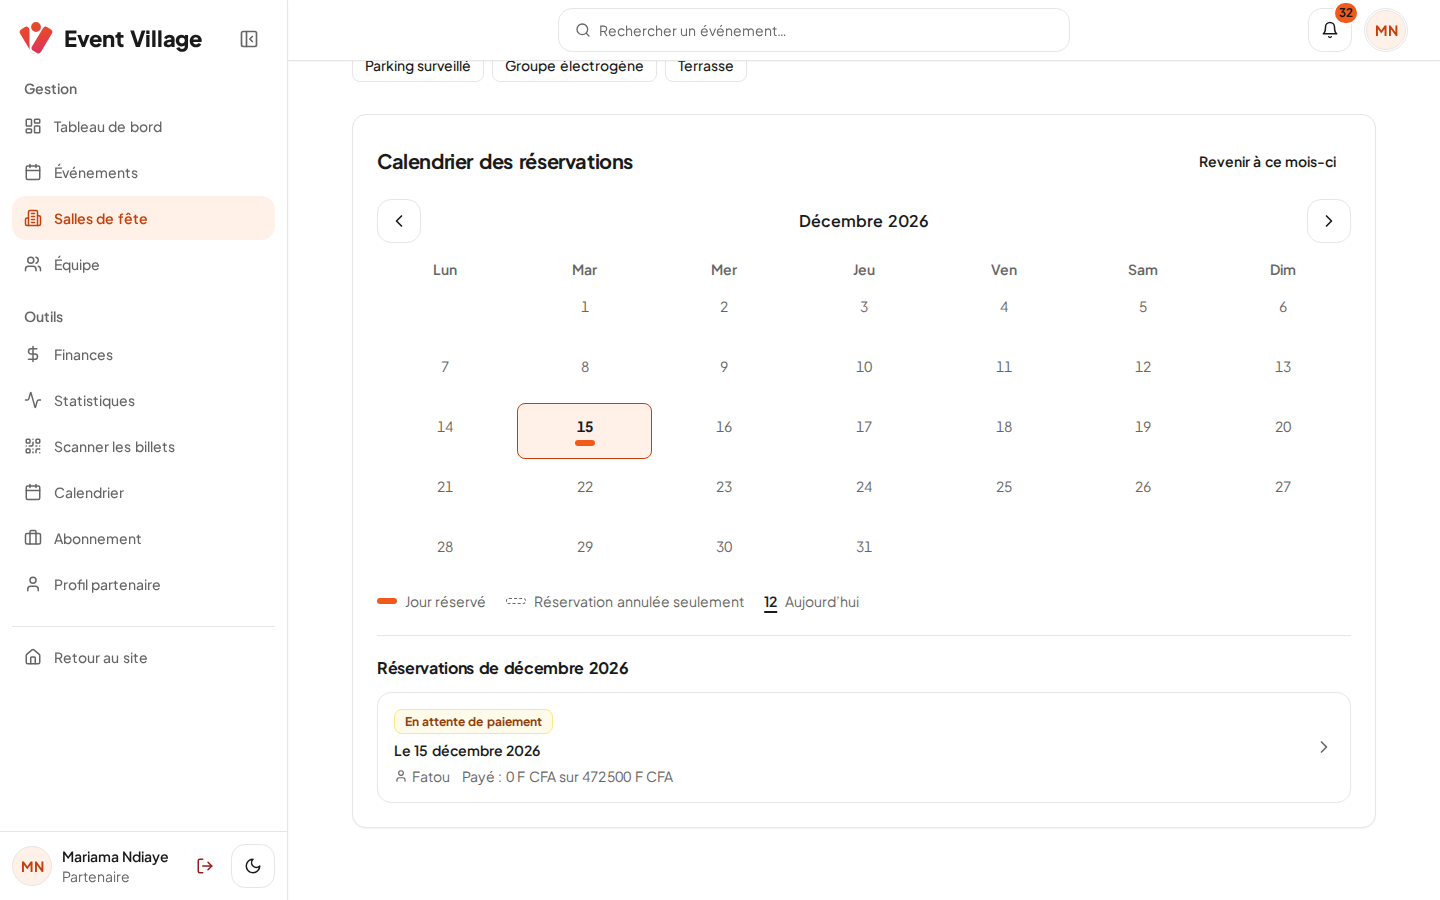 Event Village
Gestion
Tableau de bord
Événements
Salles de fête
Équipe
Outils
Finances
Statistiques
Scanner les billets
Calendrier
Abonnement
Profil partenaire
Retour au site
MN
Mariama Ndiaye
Partenaire
Rechercher un événement...
32
MN
Parking surveillé
Groupe électrogène
Terrasse
Calendrier des réservations
Revenir à ce mois-ci
Décembre 2026
Lun Mar Mer Jeu Ven Sam Dim
1 2 3 4 5 6
7 8 9 10 11 12 13
14 15 16 17 18 19 20
21 22 23 24 25 26 27
28 29 30 31
Jour réservé Réservation annulée seulement 12 Aujourd'hui
Réservations de décembre 2026
En attente de paiement
Le 15 décembre 2026
Fatou Payé : 0 F CFA sur 472 500 F CFA